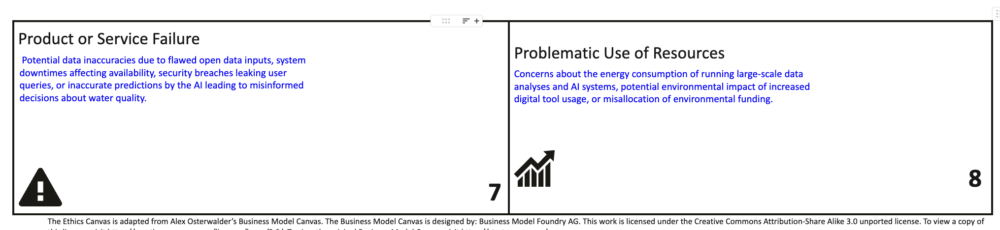 Product or Service Failure
Potential data inaccuracies due to flawed open data inputs, system
downtimes affecting availability, security breaches leaking user
queries, or inaccurate predictions by the AI leading to misinformed
decisions about water quality.
7
Problematic Use of Resources
Concerns about the energy consumption of running large-scale data
analyses and AI systems, potential environmental impact of increased
digital tool usage, or misallocation of environmental funding.
8
The Ethics Canvas is adapted from Alex Osterwalder’s Business Model Canvas. The Business Model Canvas is designed by: Business Model Foundry AG. This work is licensed under the Creative Commons Attribution-Share Alike 3.0 unported license. To view a copy of